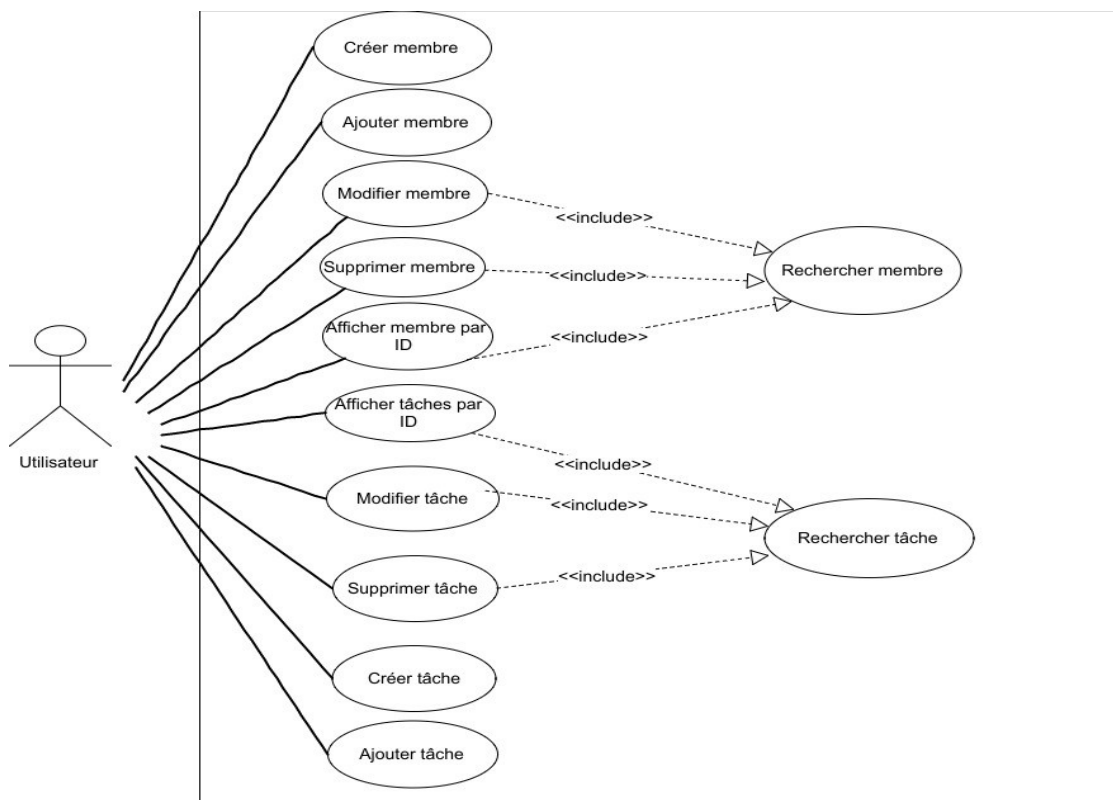 Créer membre
Ajouter membre
Modifier membre
<<include>>
Supprimer membre
<<include>>
Rechercher membre
Afficher membre par
ID
<<include>>
Afficher tâches par
ID
Utilisateur
<<include>>
Modifier tâche
<<include>>
Rechercher tâche
Supprimer tâche
<<include>>
Créer tâche
Ajouter tâche